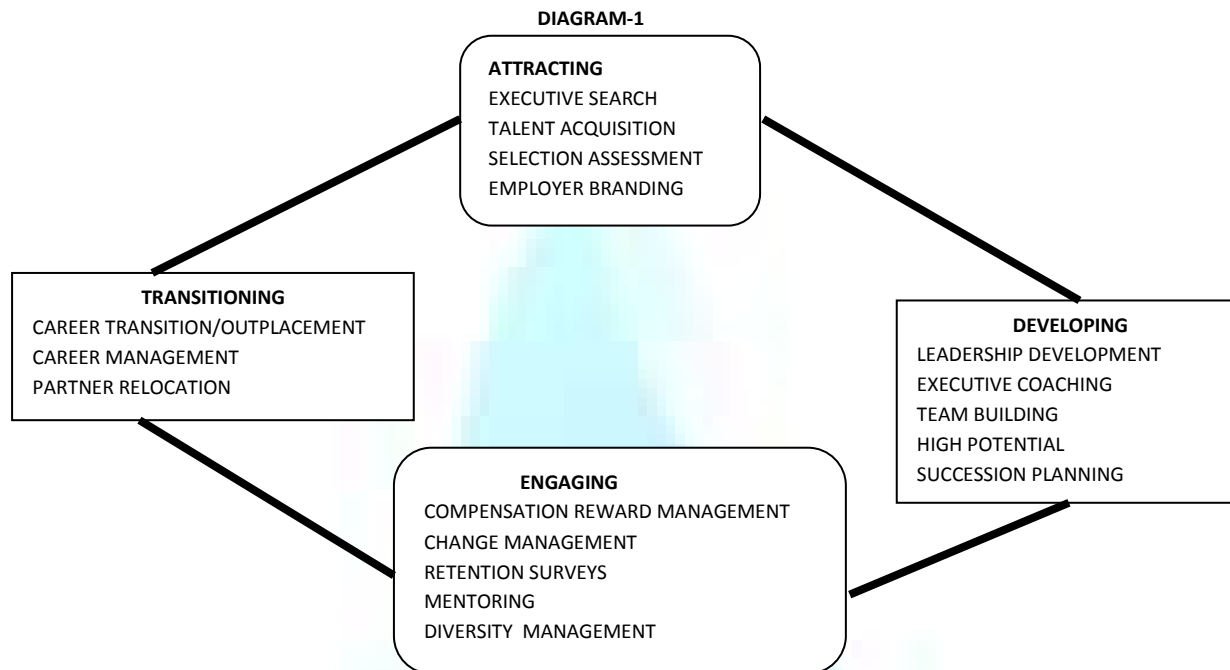 DIAGRAM-1
ATTRACTING
EXECUTIVE SEARCH
TALENT ACQUISITION
SELECTION ASSESSMENT
EMPLOYER BRANDING
TRANSITIONING
CAREER TRANSITION/OUTPLACEMENT
CAREER MANAGEMENT
PARTNER RELOCATION
DEVELOPING
LEADERSHIP DEVELOPMENT
EXECUTIVE COACHING
TEAM BUILDING
HIGH POTENTIAL
SUCCESSION PLANNING
ENGAGING
COMPENSATION REWARD MANAGEMENT
CHANGE MANAGEMENT
RETENTION SURVEYS
MENTORING
DIVERSITY MANAGEMENT